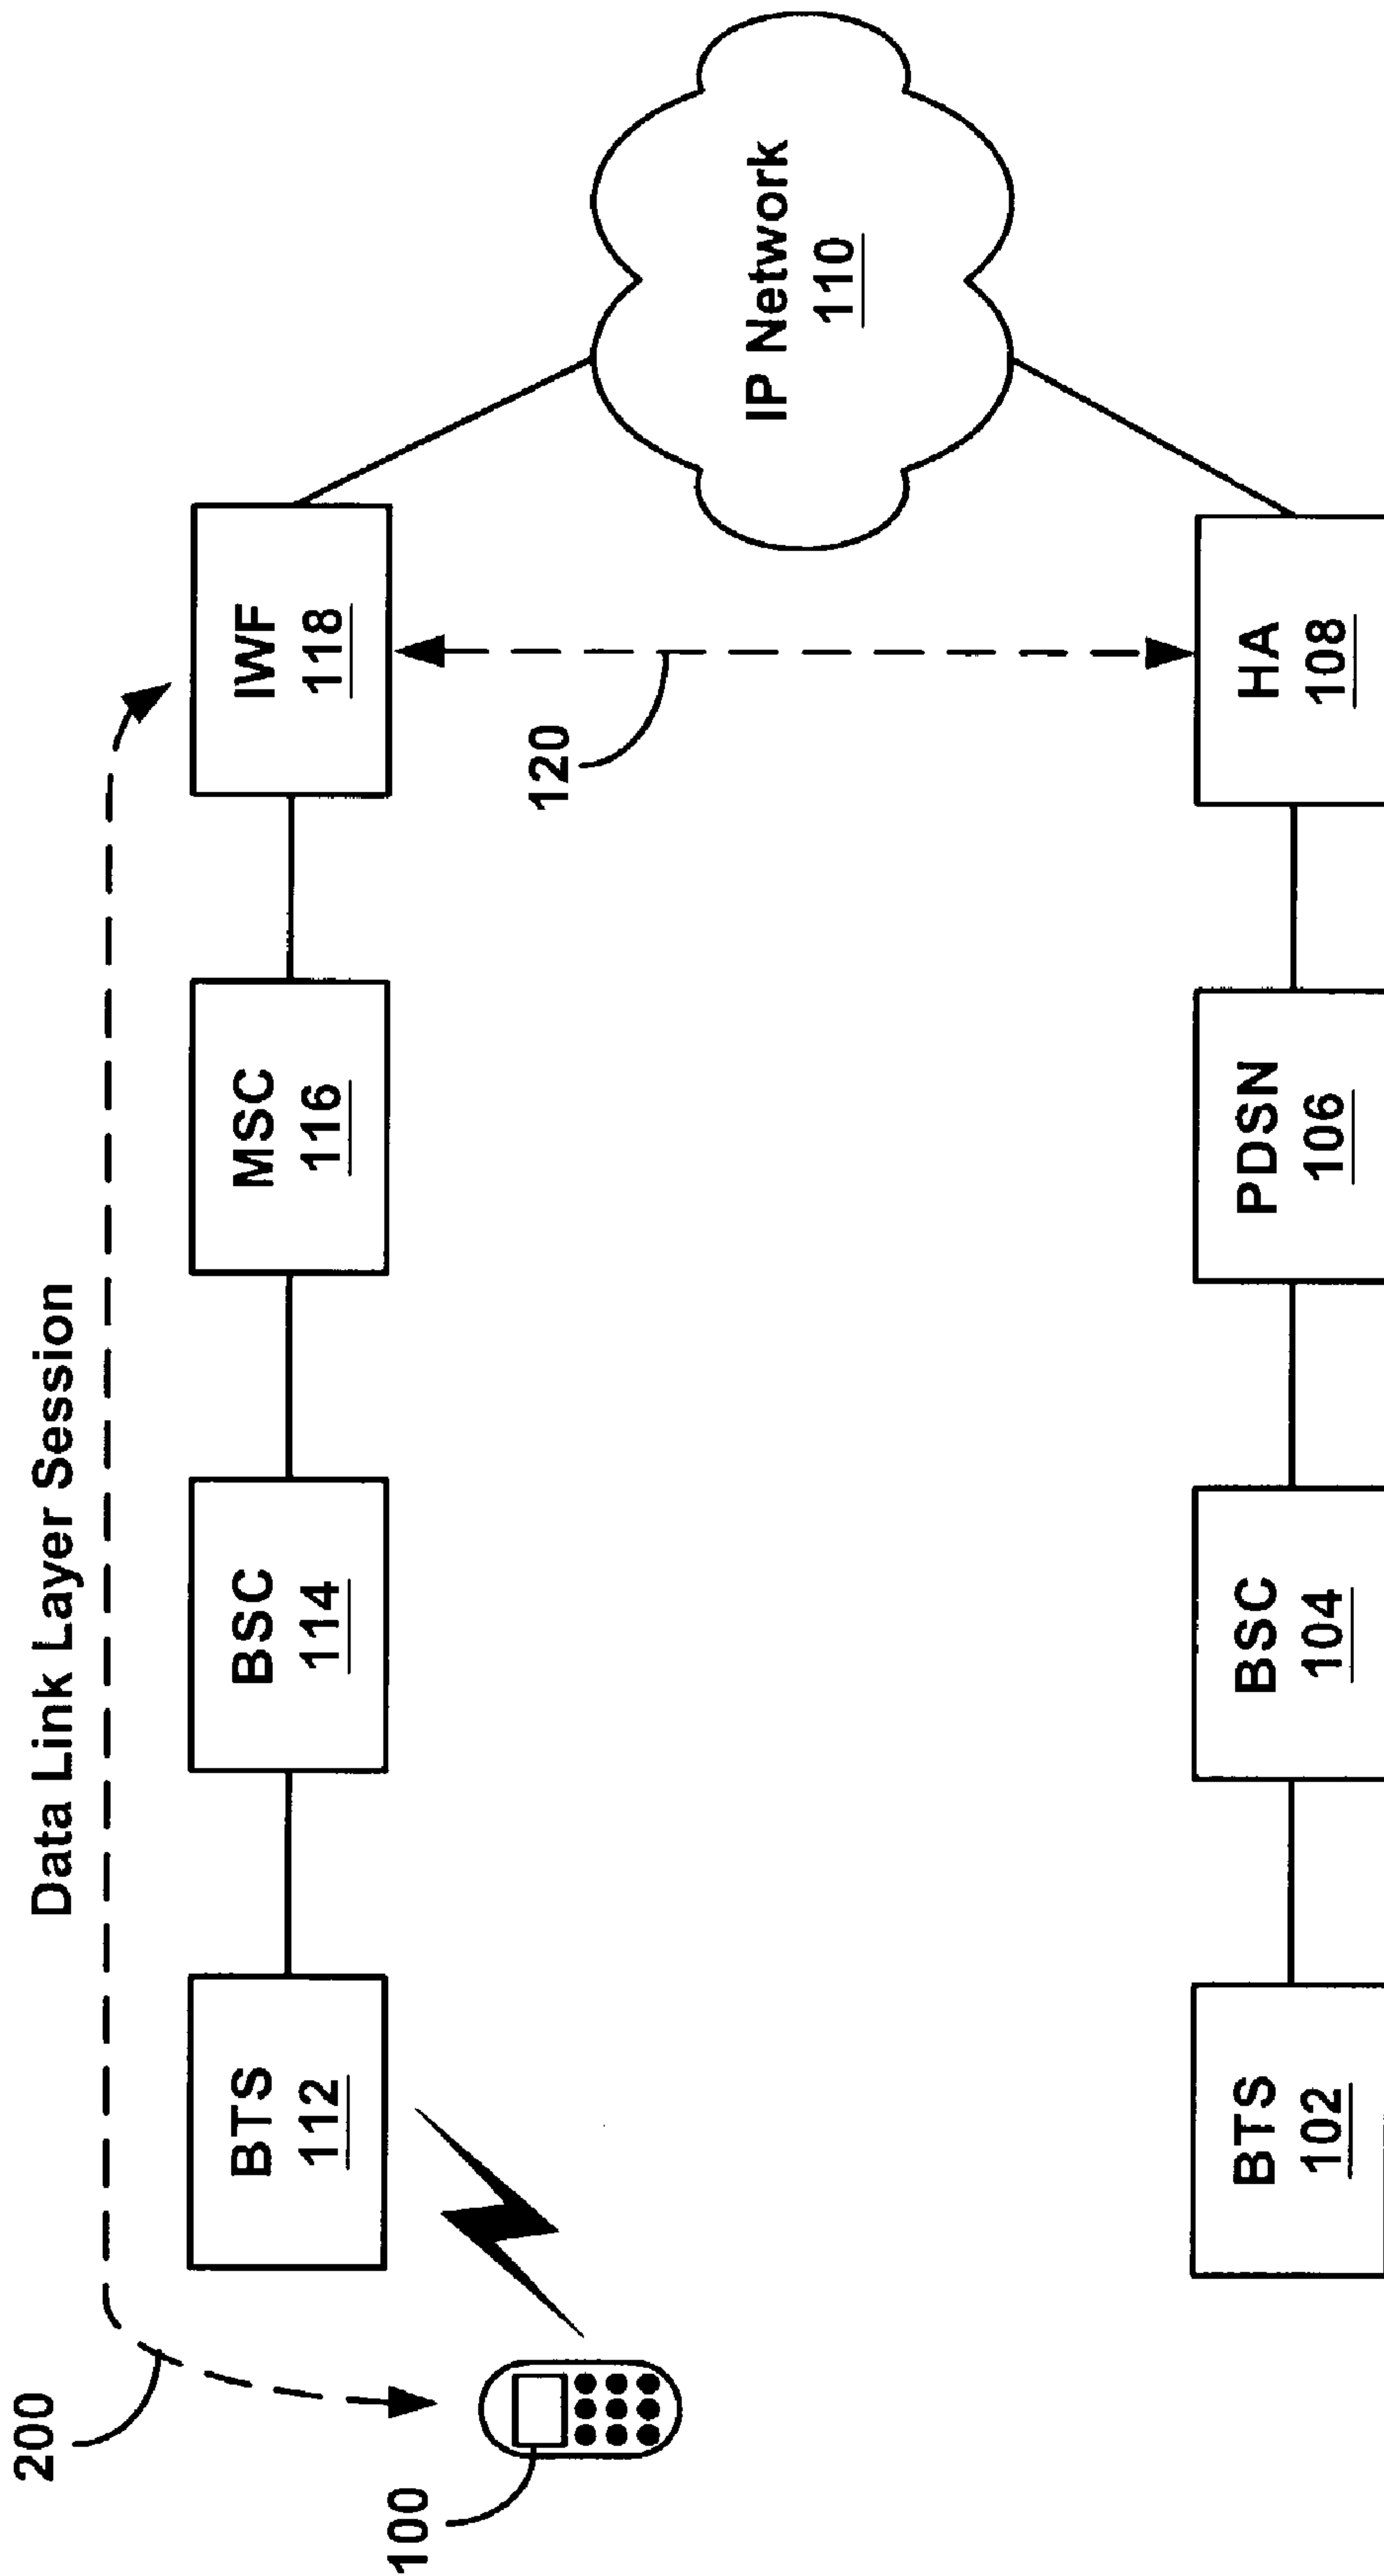 Data Link Layer Session
200
BTS
112
BSC
114
MSC
116
IWF
118
100
120
IP Network
110
BTS
102
BSC
104
PDSN
106
HA
108